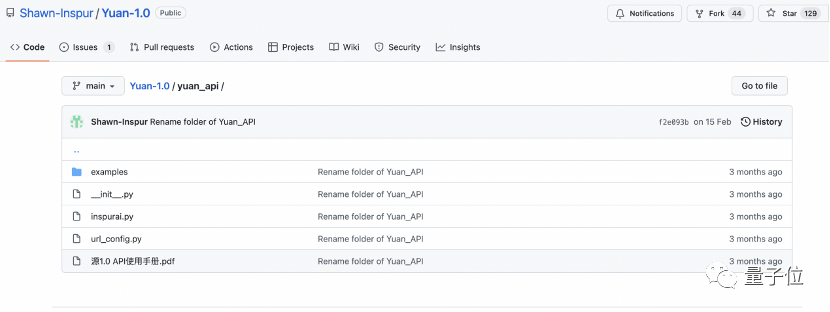 Shawn-Inspur / Yuan-1.0 Public Notifications Fork 44 Star 129
Code Issues 1 Pull requests Actions Projects Wiki Security Insights
main Yuan-1.0 / yuan_api / Go to file
Shawn-Inspur Rename folder of Yuan_API f2e093b on 15 Feb History
..
examples Rename folder of Yuan_API 3 months ago
__init__.py Rename folder of Yuan_API 3 months ago
inspurai.py Rename folder of Yuan_API 3 months ago
url_config.py Rename folder of Yuan_API 3 months ago
源1.0 API使用手册.pdf Rename folder of Yuan_API 3 months ago
量子位